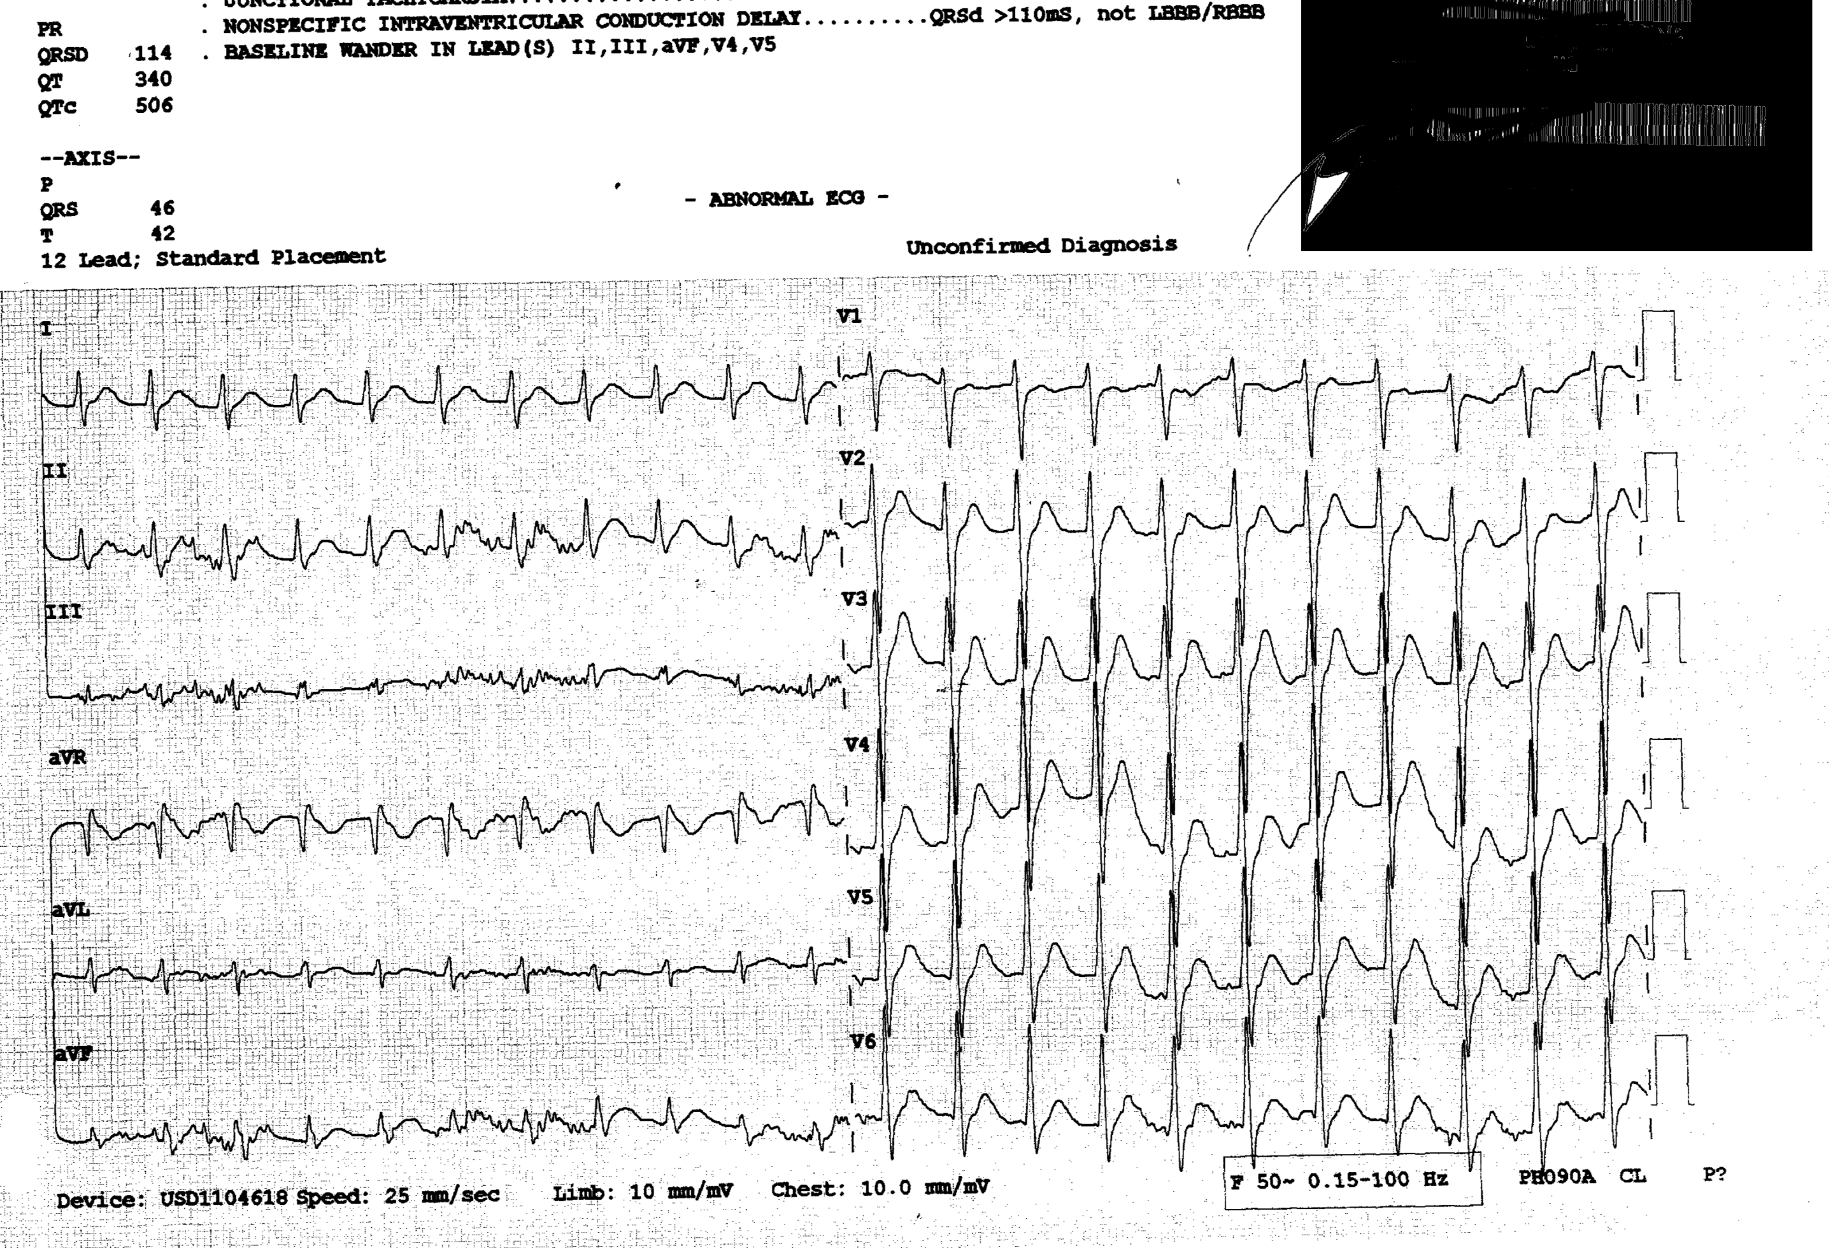 . JUNCTIONAL TACHYCARDIA
PR . NONSPECIFIC INTRAVENTRICULAR CONDUCTION DELAY..........QRSd >110mS, not LBBB/RBBB
QRSD 114 . BASELINE WANDER IN LEAD(S) II,III,aVF,V4,V5
QT 340
QTc 506
--AXIS--
P
QRS 46
T 42
- ABNORMAL ECG -
12 Lead; Standard Placement
Unconfirmed Diagnosis
I V1
II V2
III V3
aVR V4
aVL V5
aVF V6
Device: USD1104618 Speed: 25 mm/sec Limb: 10 mm/mV Chest: 10.0 mm/mV F 50~ 0.15-100 Hz PH090A CL P?